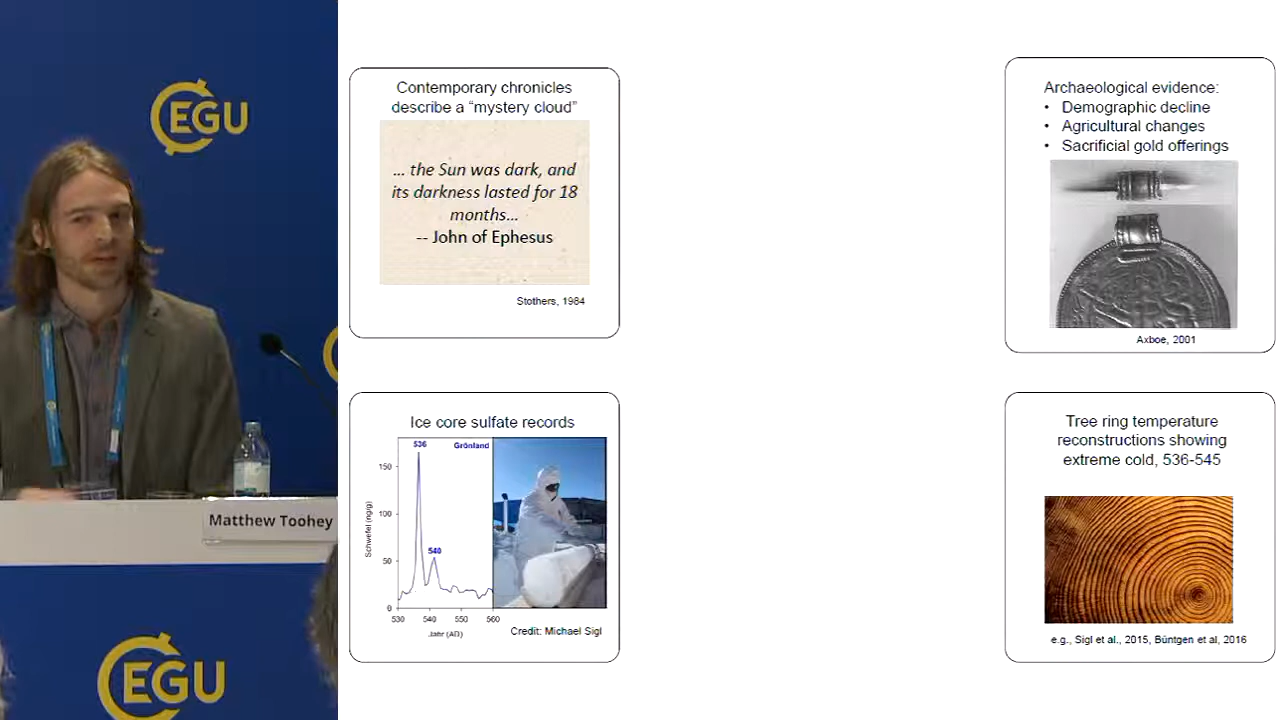 EGU
Matthew Toohey
EGU
Contemporary chronicles
describe a “mystery cloud”
... the Sun was dark, and
its darkness lasted for 18
months...
-- John of Ephesus
Stothers, 1984
Archaeological evidence:
• Demographic decline
• Agricultural changes
• Sacrificial gold offerings
Axboe, 2001
Ice core sulfate records
536
Grönland
150
100
50
0
540
Schwefel (ng/g)
530
540
550
560
Jahr (AD)
Credit: Michael Sigl
Tree ring temperature
reconstructions showing
extreme cold, 536-545
e.g., Sigl et al., 2015, Büntgen et al, 2016